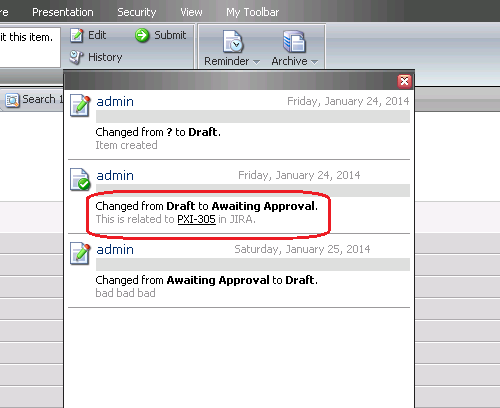 re Presentation Security View My Toolbar
it this item.
Edit Submit
History
Reminder Archive
Search 1
admin Friday, January 24, 2014
Changed from ? to Draft.
Item created
admin Friday, January 24, 2014
Changed from Draft to Awaiting Approval.
This is related to PXI-305 in JIRA.
admin Saturday, January 25, 2014
Changed from Awaiting Approval to Draft.
bad bad bad